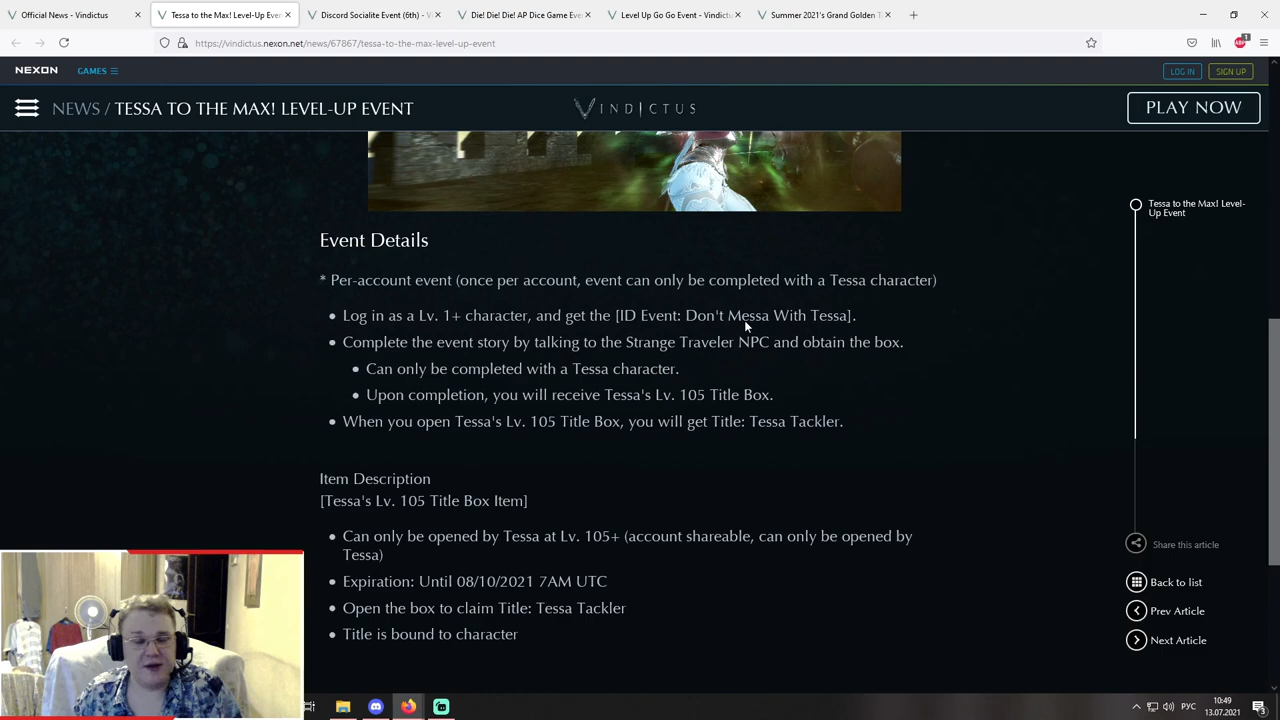 Official News - Vindictus
Tessa to the Max! Level-Up Eve
Discord Socialite Event (6th) - V
Die! Die! Die! AP Dice Game Eve
Level Up Go Go Event - Vindictu
Summer 2021's Grand Golden T
https://vindictus.nexon.net/news/67867/tessa-to-the-max-level-up-event
ABP
1
NEXON
GAMES
LOG IN
SIGN UP
NEWS / TESSA TO THE MAX! LEVEL-UP EVENT
VINDICTUS
PLAY NOW
Tessa to the Max! Level-
Up Event
Event Details
* Per-account event (once per account, event can only be completed with a Tessa character)
• Log in as a Lv. 1+ character, and get the [ID Event: Don't Messa With Tessa].
• Complete the event story by talking to the Strange Traveler NPC and obtain the box.
• Can only be completed with a Tessa character.
• Upon completion, you will receive Tessa's Lv. 105 Title Box.
• When you open Tessa's Lv. 105 Title Box, you will get Title: Tessa Tackler.
Item Description
[Tessa's Lv. 105 Title Box Item]
• Can only be opened by Tessa at Lv. 105+ (account shareable, can only be opened by
Tessa)
• Expiration: Until 08/10/2021 7AM UTC
• Open the box to claim Title: Tessa Tackler
• Title is bound to character
Share this article
Back to list
Prev Article
Next Article
РУС
10:49
13.07.2021
3